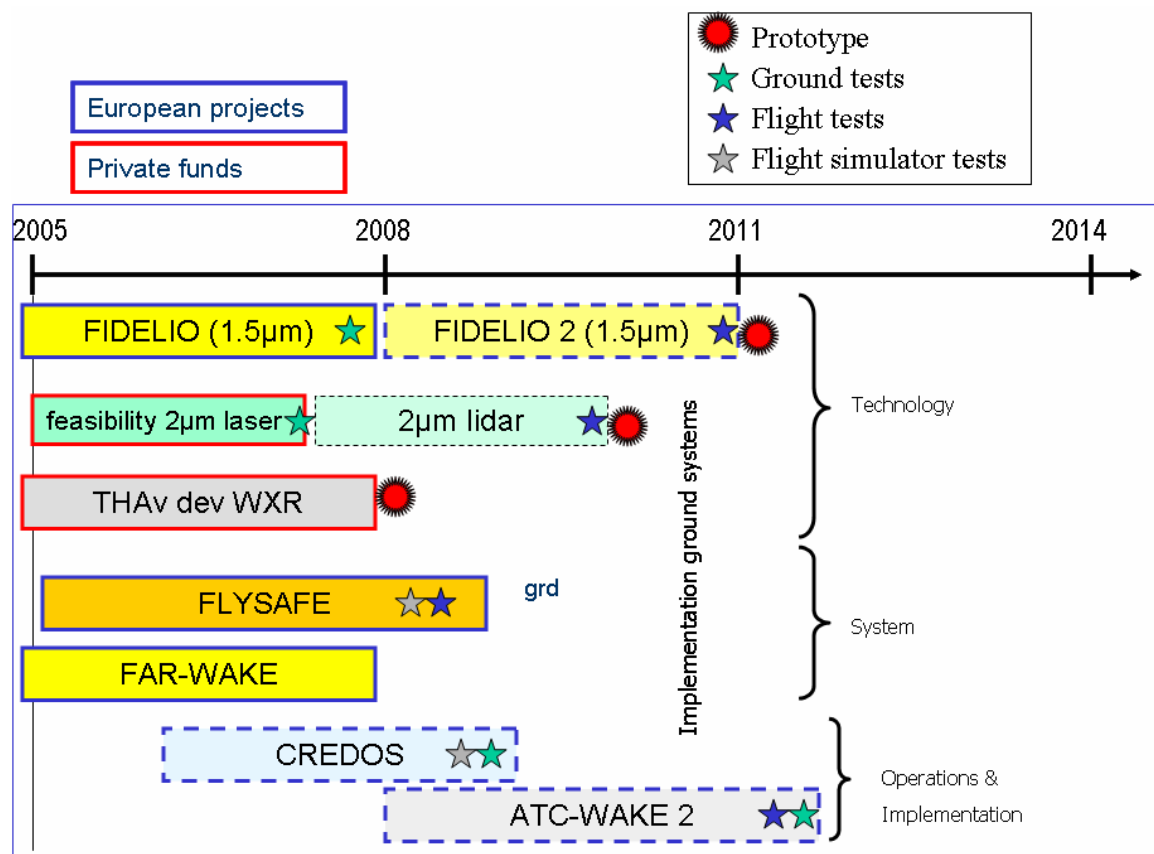 Prototype
Ground tests
Flight tests
Flight simulator tests
European projects
Private funds
2005 2008 2011 2014
FIDELIO (1.5µm) FIDELIO 2 (1.5µm)
feasibility 2µm laser 2µm lidar
Technology
THAv dev WXR
Implementation ground systems
FLYSAFE grd
System
FAR-WAKE
CREDOS
Operations &
Implementation
ATC-WAKE 2